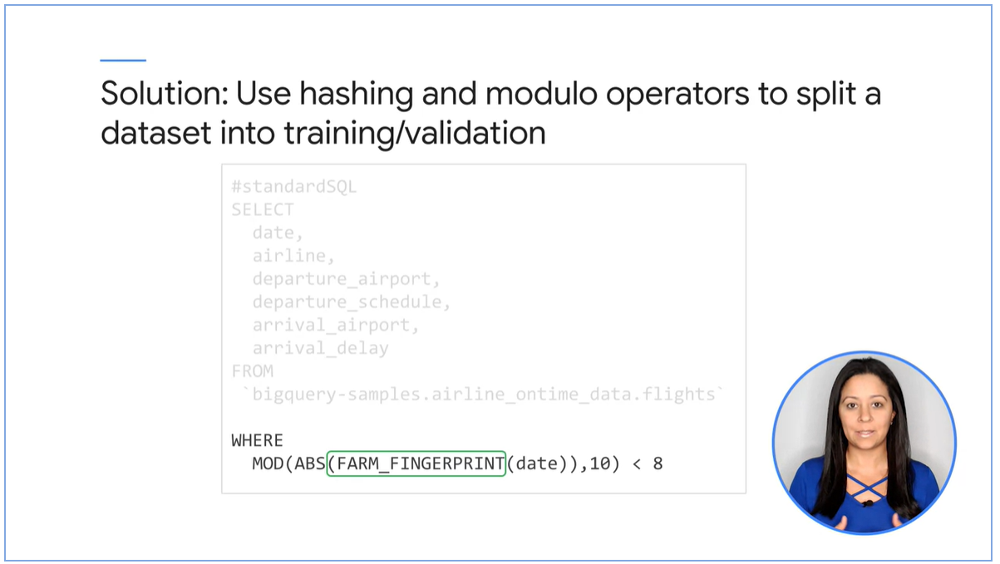 Solution: Use hashing and modulo operators to split a
dataset into training/validation
#standardSQL
SELECT
date,
airline,
departure_airport,
departure_schedule,
arrival_airport,
arrival_delay
FROM
`bigquery-samples.airline_ontime_data.flights`
WHERE
MOD(ABS(FARM_FINGERPRINT(date)),10) < 8